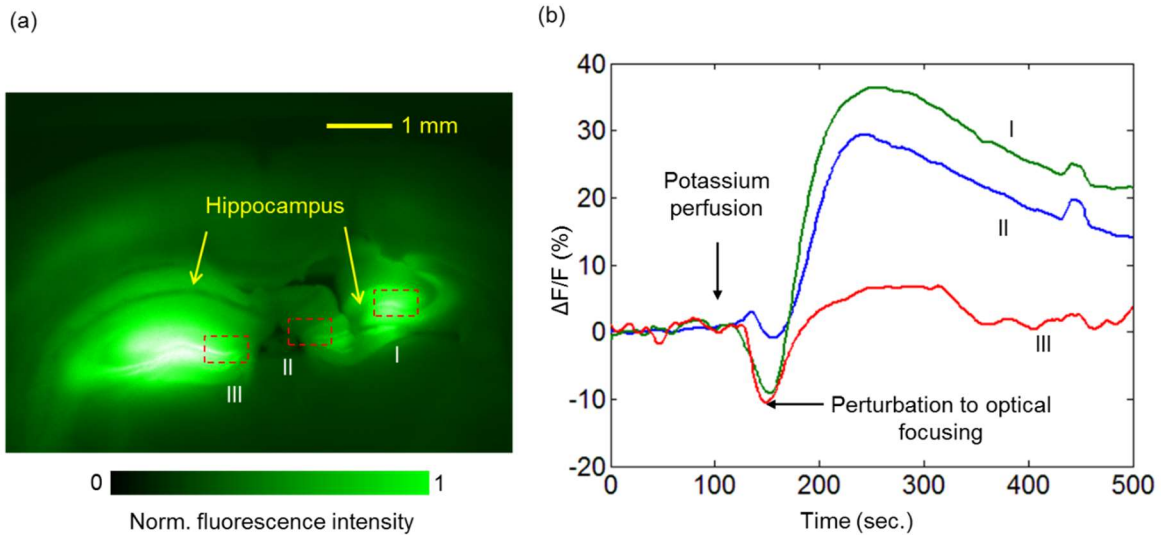 (a)
1 mm
Hippocampus
I
II
III
0
1
Norm. fluorescence intensity
(b)
40
30
20
10
0
-10
-20
ΔF/F (%)
Potassium
perfusion
I
II
III
Perturbation to optical
focusing
0
100
200
300
400
500
Time (sec.)